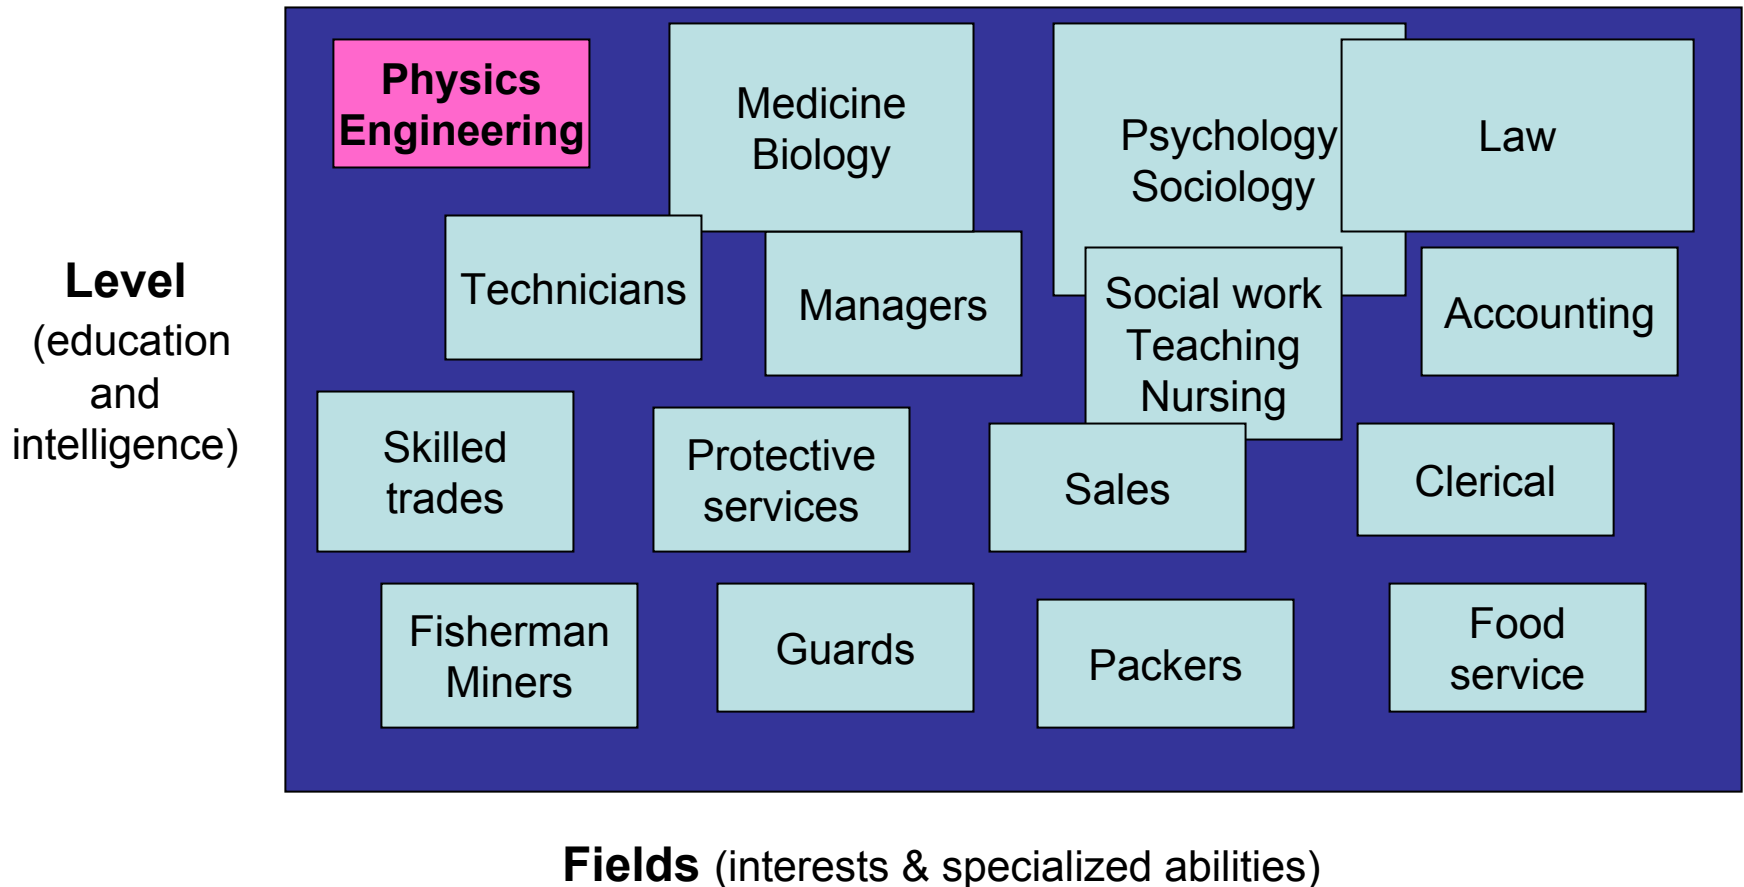 Physics
Engineering
Medicine
Biology
Psychology
Sociology
Law
Level
(education
and
intelligence)
Technicians
Managers
Social work
Teaching
Nursing
Accounting
Skilled
trades
Protective
services
Sales
Clerical
Fisherman
Miners
Guards
Packers
Food
service
Fields (interests & specialized abilities)